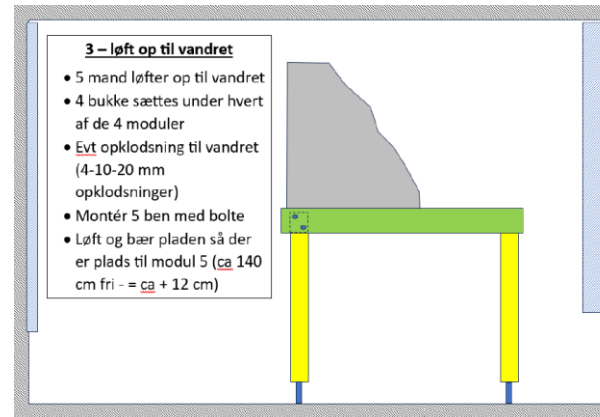 3 – løft op til vandret
• 5 mand løfter op til vandret
• 4 bukke sættes under hvert
af de 4 moduler
• Evt opklodsning til vandret
(4-10-20 mm
opklodsninger)
• Montér 5 ben med bolte
• Løft og bær pladen så der
er plads til modul 5 (ca 140
cm fri - = ca + 12 cm)